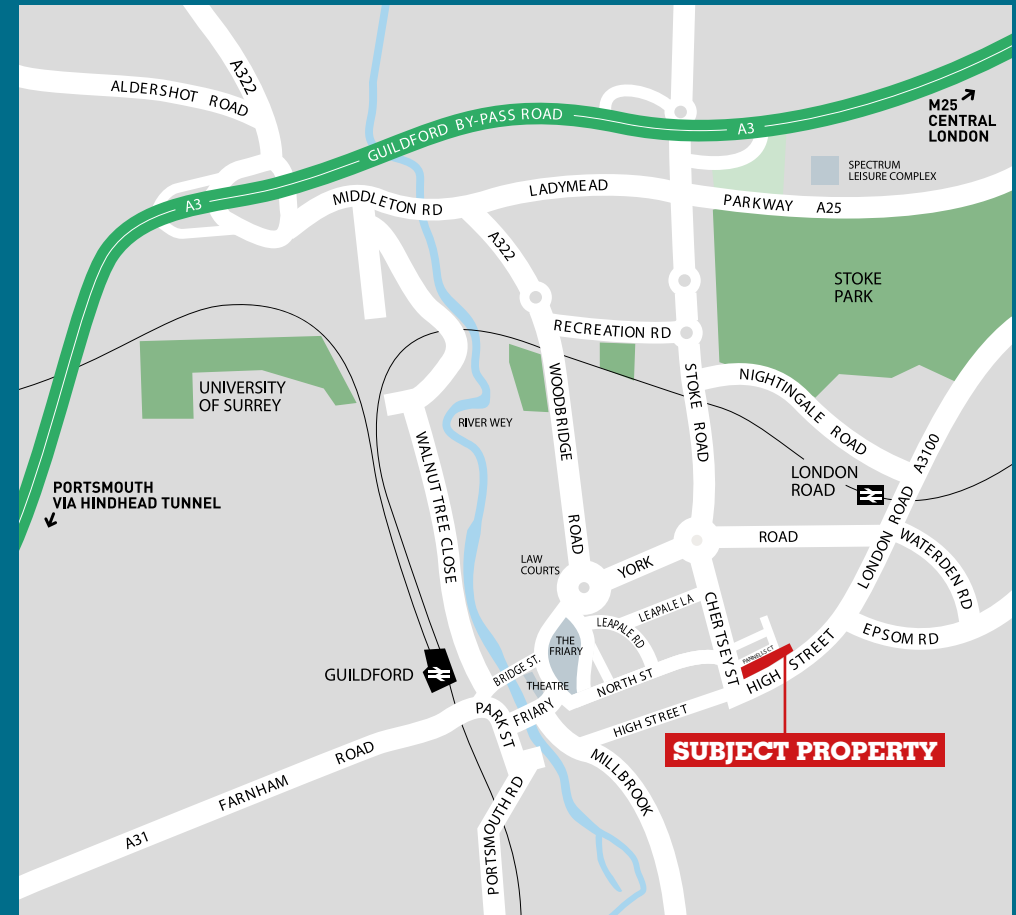 A322
ALDERSHOT ROAD
GUILDFORD BY-PASS ROAD
A3
M25
CENTRAL
LONDON
SPECTRUM
LEISURE COMPLEX
A3
MIDDLETON RD
LADYMEAD
PARKWAY A25
A322
STOKE
PARK
RECREATION RD
UNIVERSITY
OF SURREY
RIVER WEY
WOODBRIDGE ROAD
STOKE ROAD
NIGHTINGALE ROAD
A3100
LONDON
ROAD
PORTSMOUTH
VIA HINDHEAD TUNNEL
WALNUT TREE CLOSE
LONDON ROAD
WATERDEN RD
LAW
COURTS
YORK ROAD
LEAPALE LA
CHERTSEY ST
LEAPALE RD
EPSOM RD
THE
FRIARY
PANNELLS CT
HIGH STREET
BRIDGE ST.
GUILDFORD
THEATRE
NORTH ST
PARK ST
FRIARY
HIGH STREET
SUBJECT PROPERTY
FARNHAM ROAD
MILLBROOK
A31
PORTSMOUTH RD